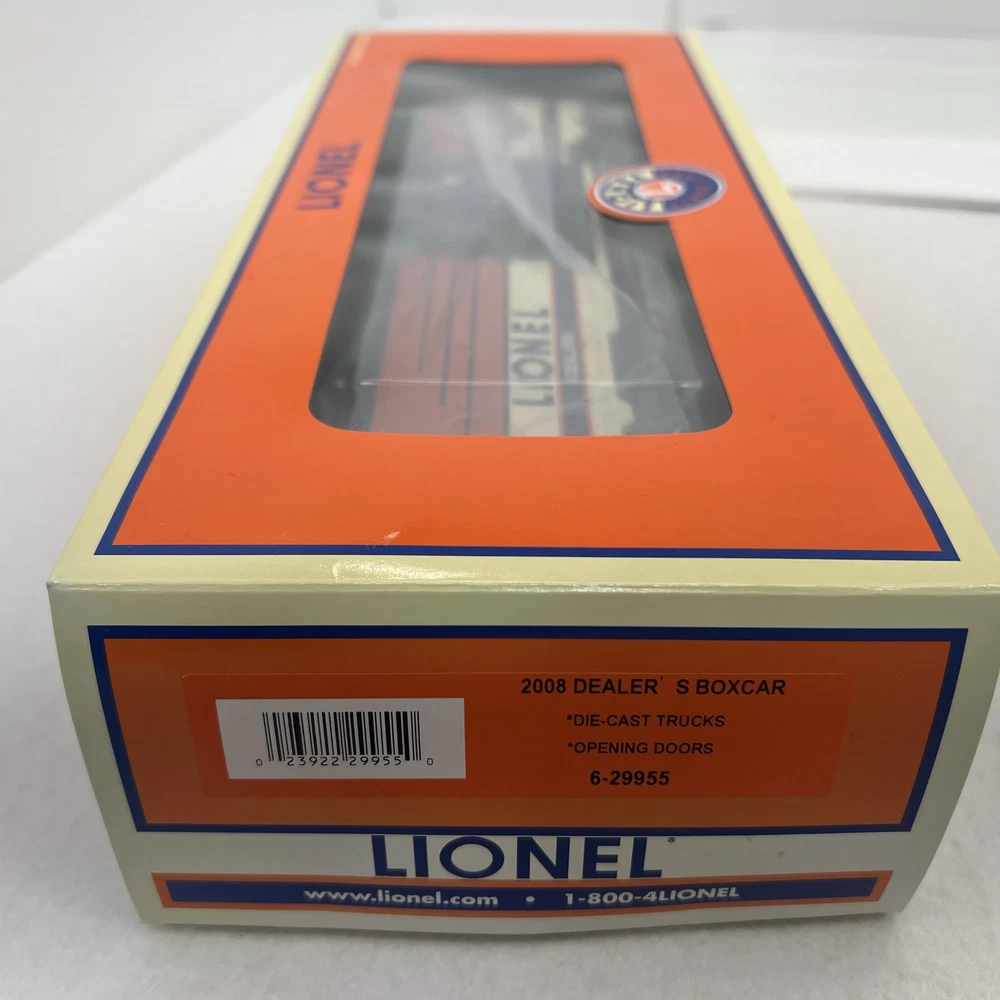 LIONEL
LIONEL
LIONEL
2008 DEALER’ S BOXCAR
*DIE-CAST TRUCKS
*OPENING DOORS
6-29955
0 23922 29955 0
LIONEL®
www.lionel.com • 1-800-4LIONEL